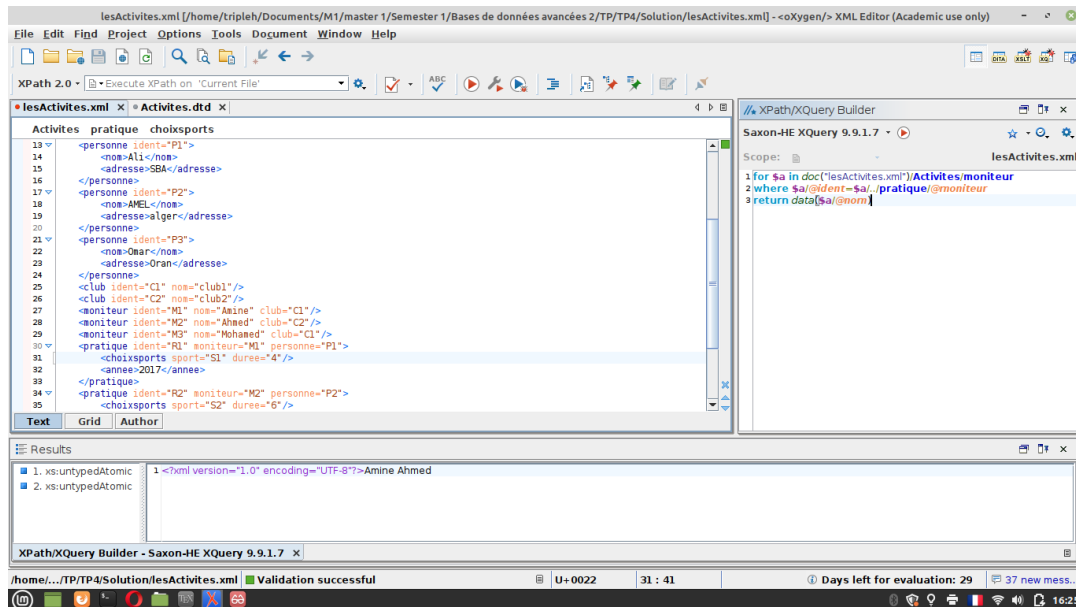 lesActivites.xml [/home/tripleh/Documents/M1/master 1/Semester 1/Bases de données avancées 2/TP/TP4/Solution/lesActivites.xml] - <oXygen/> XML Editor (Academic use only)
File Edit Find Project Options Tools Document Window Help
XPath 2.0 Execute XPath on 'Current File'
lesActivites.xml Activites.dtd
Activites pratique choixsports
13 <personne ident="P1">
14 <nom>Ali</nom>
15 <adresse>SBA</adresse>
16 </personne>
17 <personne ident="P2">
18 <nom>AMEL</nom>
19 <adresse>alger</adresse>
20 </personne>
21 <personne ident="P3">
22 <nom>Omar</nom>
23 <adresse>Oran</adresse>
24 </personne>
25 <club ident="C1" nom="club1"/>
26 <club ident="C2" nom="club2"/>
27 <moniteur ident="M1" nom="Amine" club="C1"/>
28 <moniteur ident="M2" nom="Ahmed" club="C2"/>
29 <moniteur ident="M3" nom="Mohamed" club="C1"/>
30 <pratique ident="R1" moniteur="M1" personne="P1">
31 <choixsports sport="S1" duree="4"/>
32 <annee>2017</annee>
33 </pratique>
34 <pratique ident="R2" moniteur="M2" personne="P2">
35 <choixsports sport="S2" duree="6"/>
Text Grid Author
XPath/XQuery Builder
Saxon-HE XQuery 9.9.1.7
Scope: lesActivites.xml
1 for $a in doc("lesActivites.xml")/Activites/moniteur
2 where $a/@ident=$a/../pratique/@moniteur
3 return data($a/@nom)
Results
1. xs:untypedAtomic
2. xs:untypedAtomic
1 <?xml version="1.0" encoding="UTF-8"?>Amine Ahmed
XPath/XQuery Builder - Saxon-HE XQuery 9.9.1.7
/home/.../TP/TP4/Solution/lesActivites.xml Validation successful U+0022 31 : 41 Days left for evaluation: 29 37 new mess...
16:25